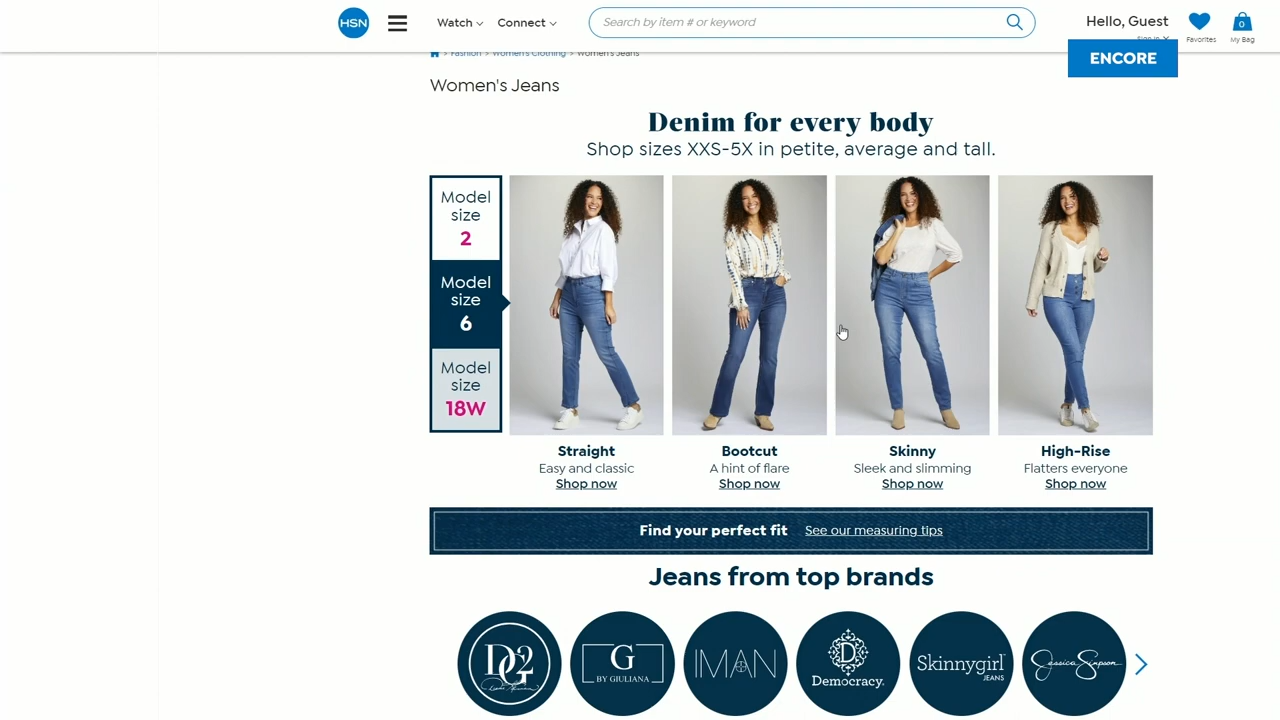 HSN
Watch
Connect
Search by item # or keyword
Hello, Guest
Sign In
Favorites
0
My Bag
ENCORE
> Fashion > Women's Clothing > Women's Jeans
Women's Jeans
Denim for every body
Shop sizes XXS-5X in petite, average and tall.
Model
size
2
Model
size
6
Model
size
18W
Straight
Easy and classic
Shop now
Bootcut
A hint of flare
Shop now
Skinny
Sleek and slimming
Shop now
High-Rise
Flatters everyone
Shop now
Find your perfect fit See our measuring tips
Jeans from top brands
DG2
G
BY GIULIANA
IMAN
D
Democracy
Skinnygirl
JEANS
Jessica Simpson